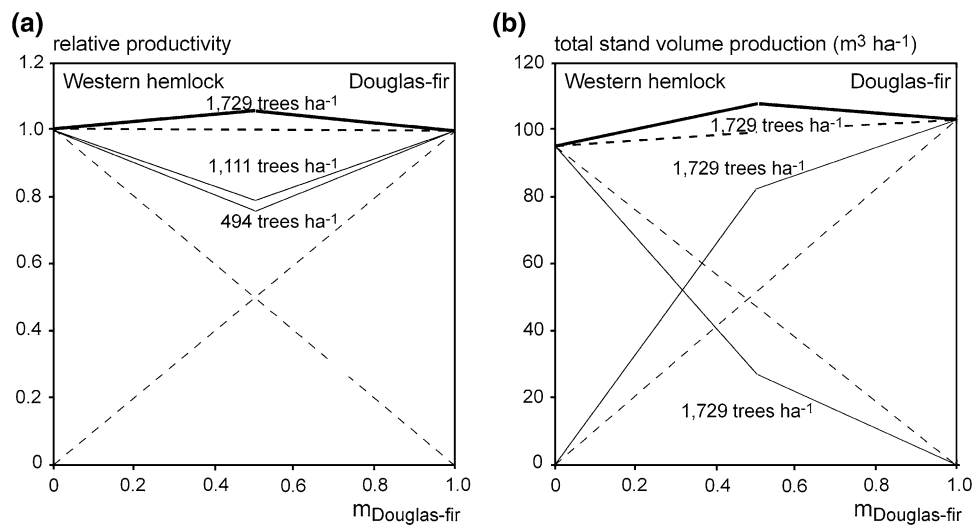 (a)
relative productivity
1.2
1.0
0.8
0.6
0.4
0.2
0
Western hemlock
Douglas-fir
1,729 trees ha-1
1,111 trees ha-1
494 trees ha-1
0
0.2
0.4
0.6
0.8
1.0
mDouglas-fir
(b)
total stand volume production (m3 ha-1)
120
100
80
60
40
20
0
Western hemlock
Douglas-fir
1,729 trees ha-1
1,729 trees ha-1
1,729 trees ha-1
0
0.2
0.4
0.6
0.8
1.0
mDouglas-fir